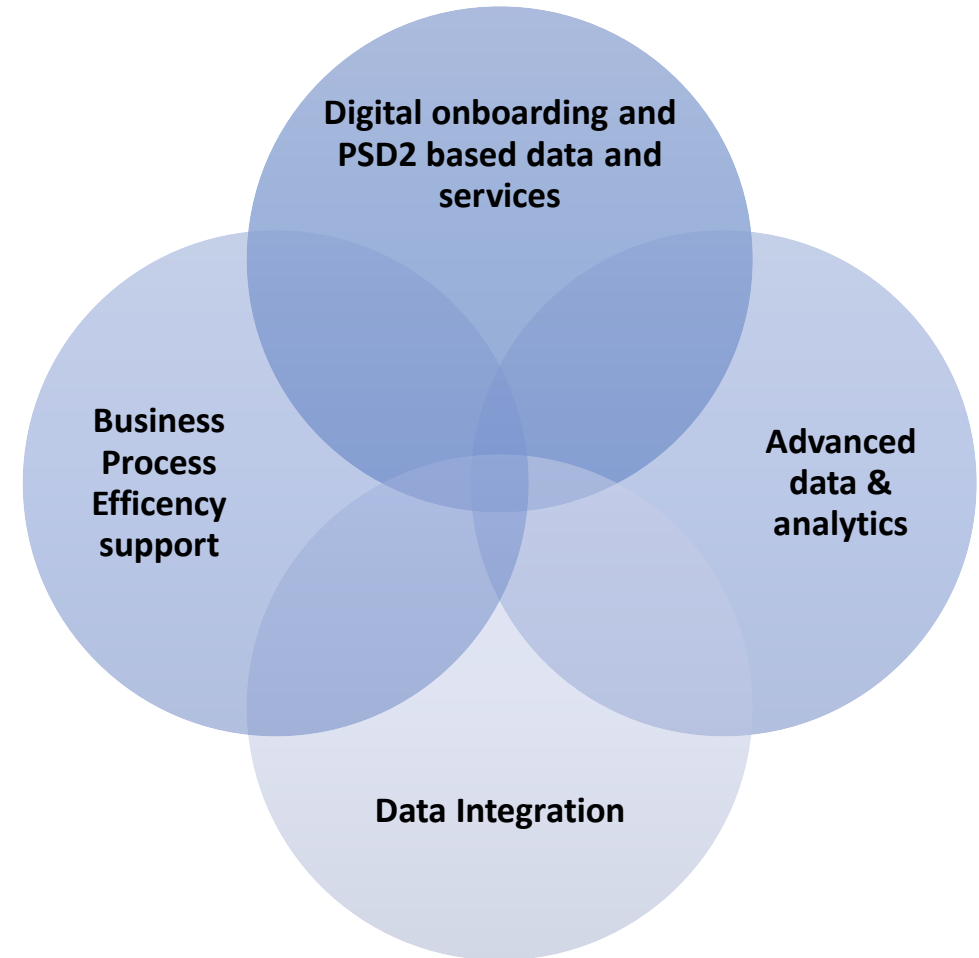 Digital onboarding and
PSD2 based data and
services
Business
Process
Efficency
support
Advanced
data &
analytics
Data Integration